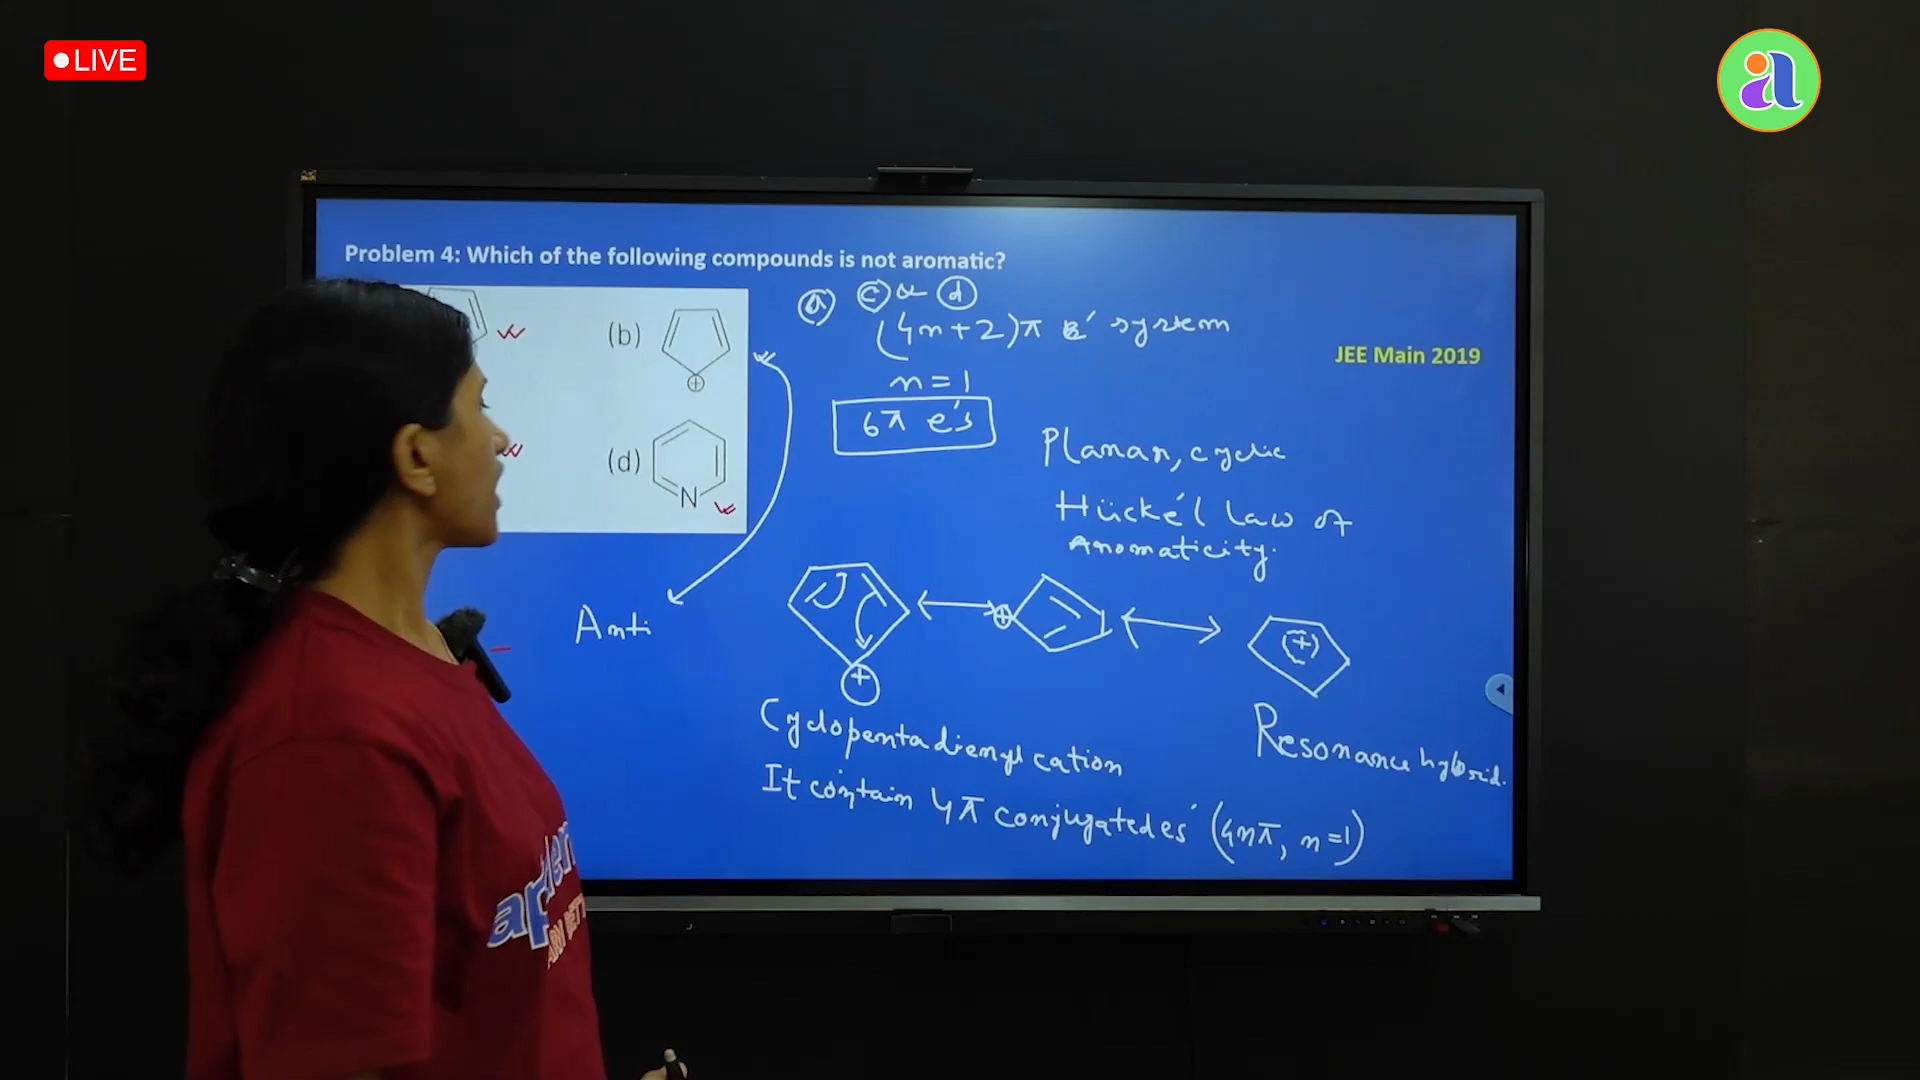 LIVE
a
Problem 4: Which of the following compounds is not aromatic?
(b)
(d)
N
a c & d
(4n+2)π e' system
n = 1
6π e's
JEE Main 2019
Planar, cyclic
Hückel Law of
Aromaticity.
Anti
Cyclopentadienyl cation
It contain 4π conjugated es' (4nπ, n=1)
Resonance hybrid.